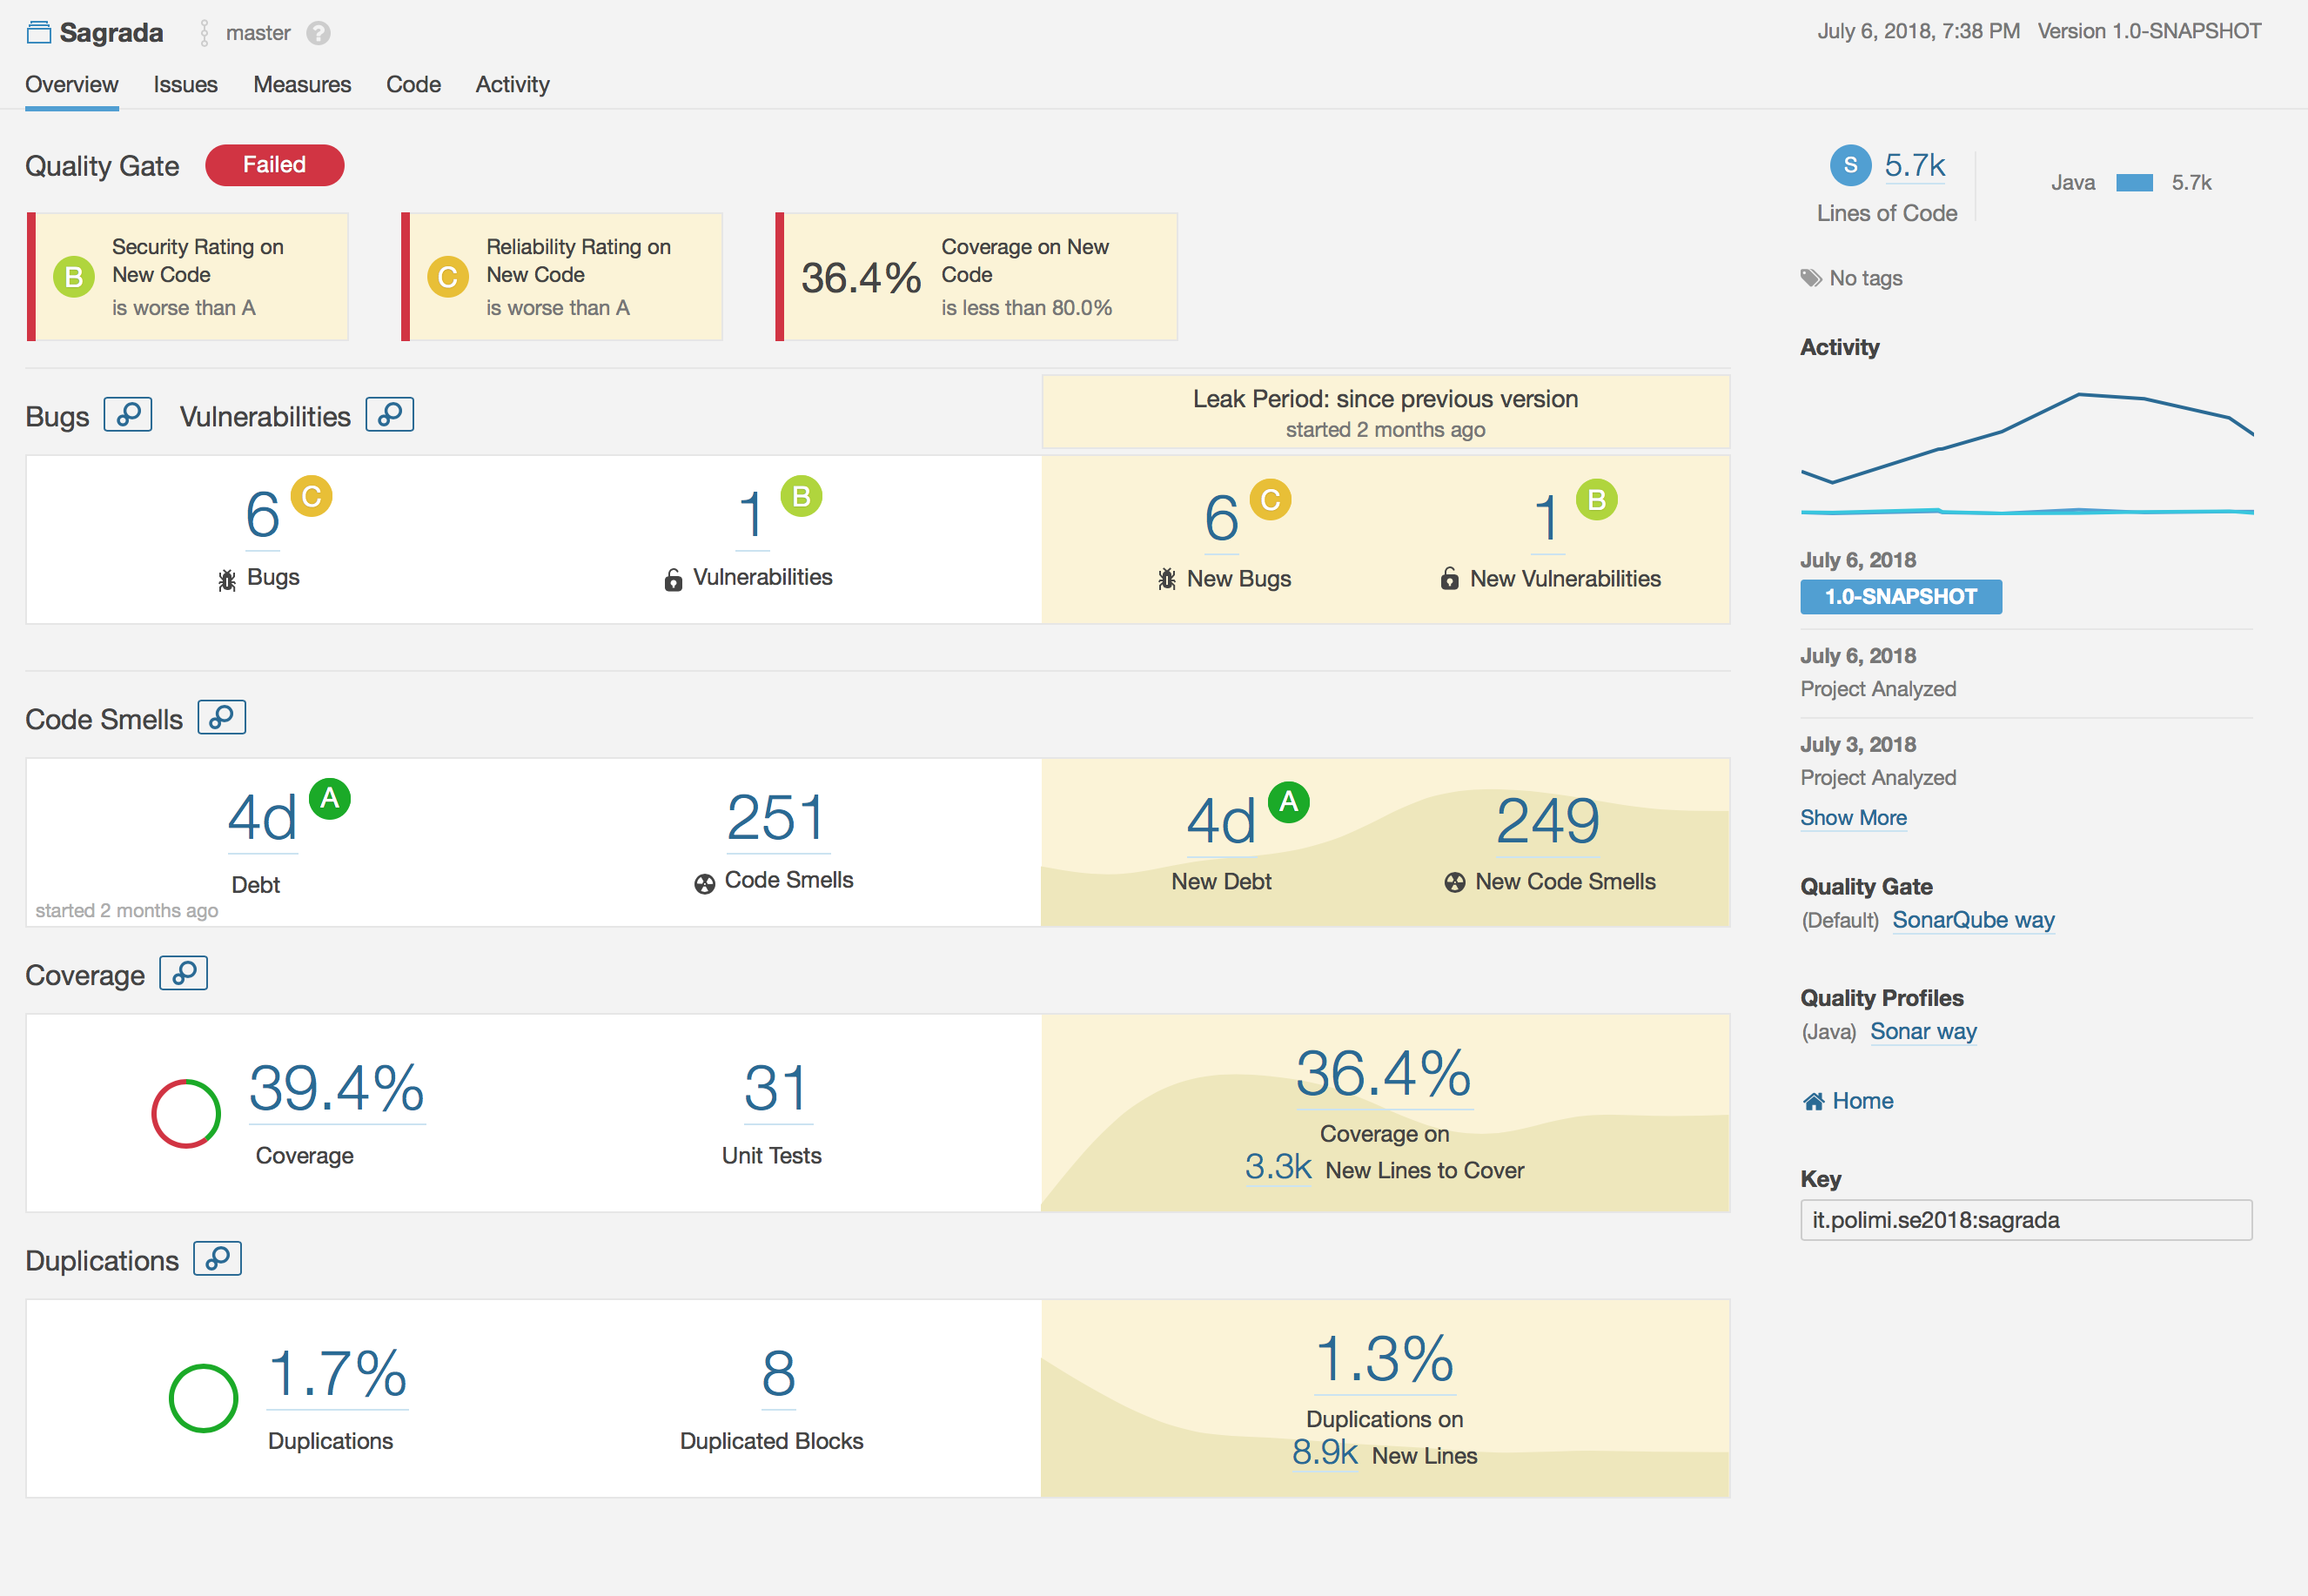 Sagrada master ?
July 6, 2018, 7:38 PM Version 1.0-SNAPSHOT
Overview Issues Measures Code Activity
Quality Gate Failed
B Security Rating on
New Code
is worse than A
C Reliability Rating on
New Code
is worse than A
36.4% Coverage on New
Code
is less than 80.0%
Bugs Vulnerabilities
Leak Period: since previous version
started 2 months ago
6 C
Bugs
1 B
Vulnerabilities
6 C
New Bugs
1 B
New Vulnerabilities
Code Smells
4d A
Debt
started 2 months ago
251
Code Smells
4d A
New Debt
249
New Code Smells
Coverage
39.4%
Coverage
31
Unit Tests
36.4%
Coverage on
3.3k New Lines to Cover
Duplications
1.7%
Duplications
8
Duplicated Blocks
1.3%
Duplications on
8.9k New Lines
S 5.7k
Lines of Code
Java 5.7k
No tags
Activity
July 6, 2018
1.0-SNAPSHOT
July 6, 2018
Project Analyzed
July 3, 2018
Project Analyzed
Show More
Quality Gate
(Default) SonarQube way
Quality Profiles
(Java) Sonar way
Home
Key
it.polimi.se2018:sagrada